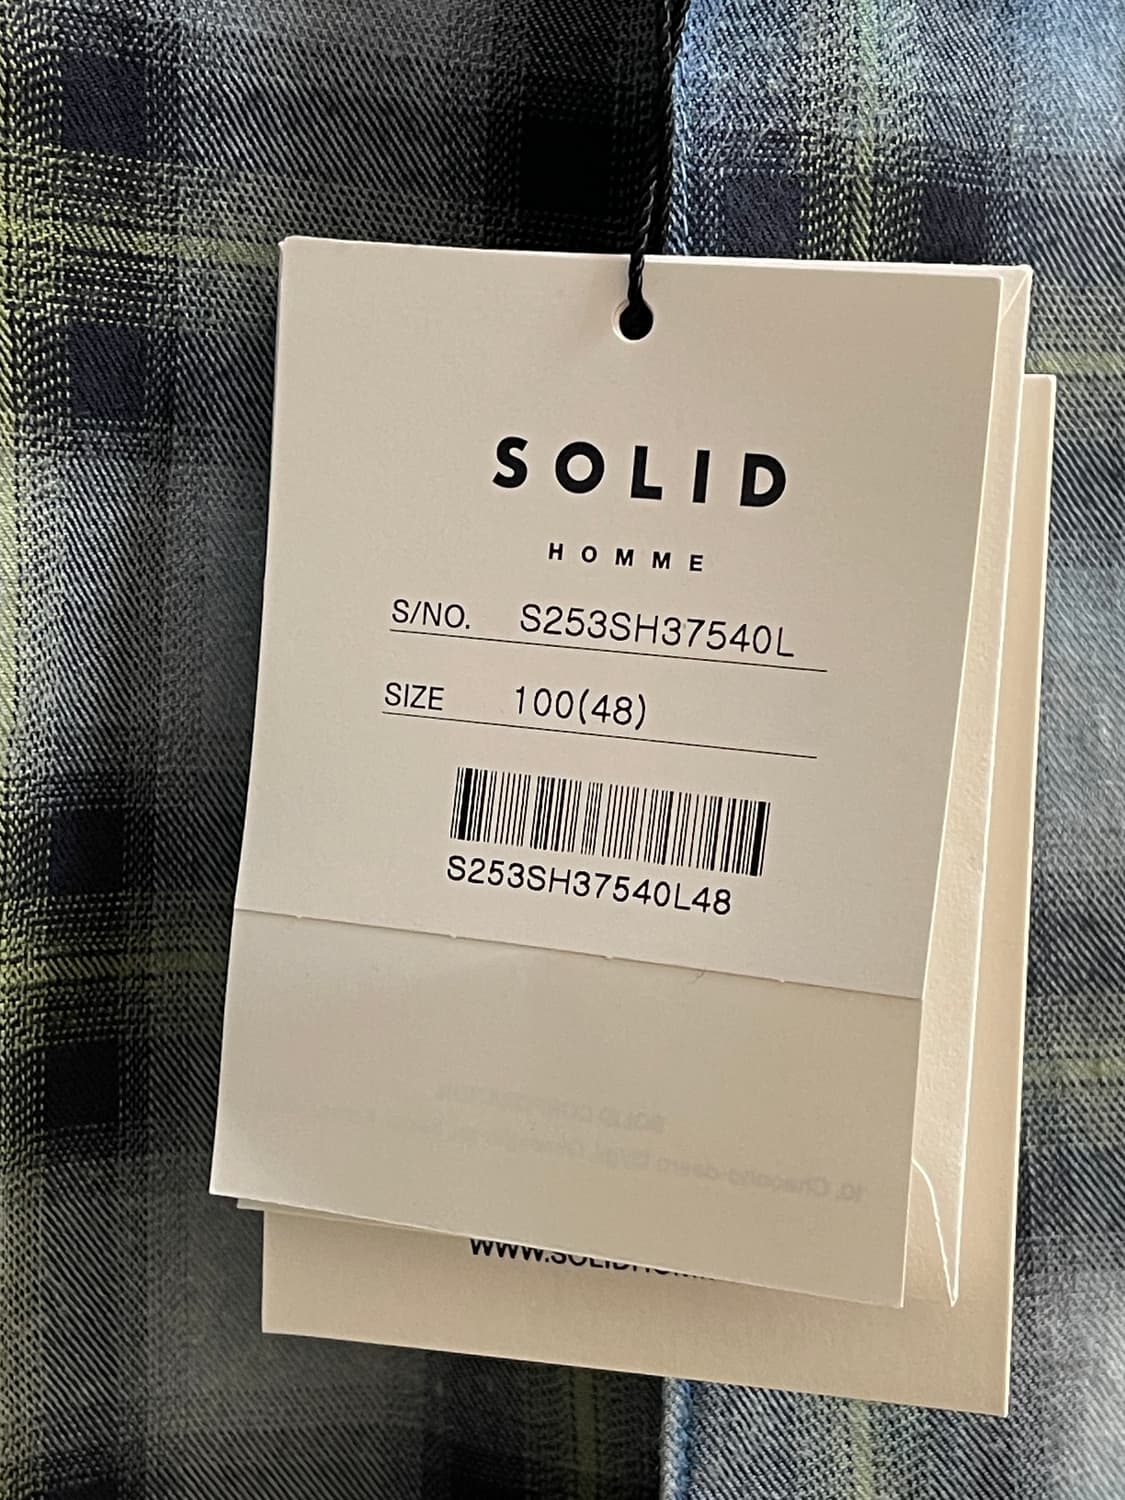 SOLID
HOMME
S/NO. S253SH37540L
SIZE 100(48)
S253SH37540L48